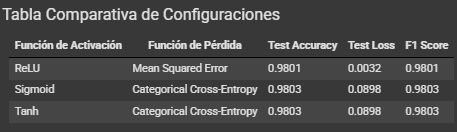 Tabla Comparativa de Configuraciones
Función de Activación Función de Pérdida Test Accuracy Test Loss F1 Score
ReLU Mean Squared Error 0.9801 0.0032 0.9801
Sigmoid Categorical Cross-Entropy 0.9803 0.0898 0.9803
Tanh Categorical Cross-Entropy 0.9803 0.0898 0.9803